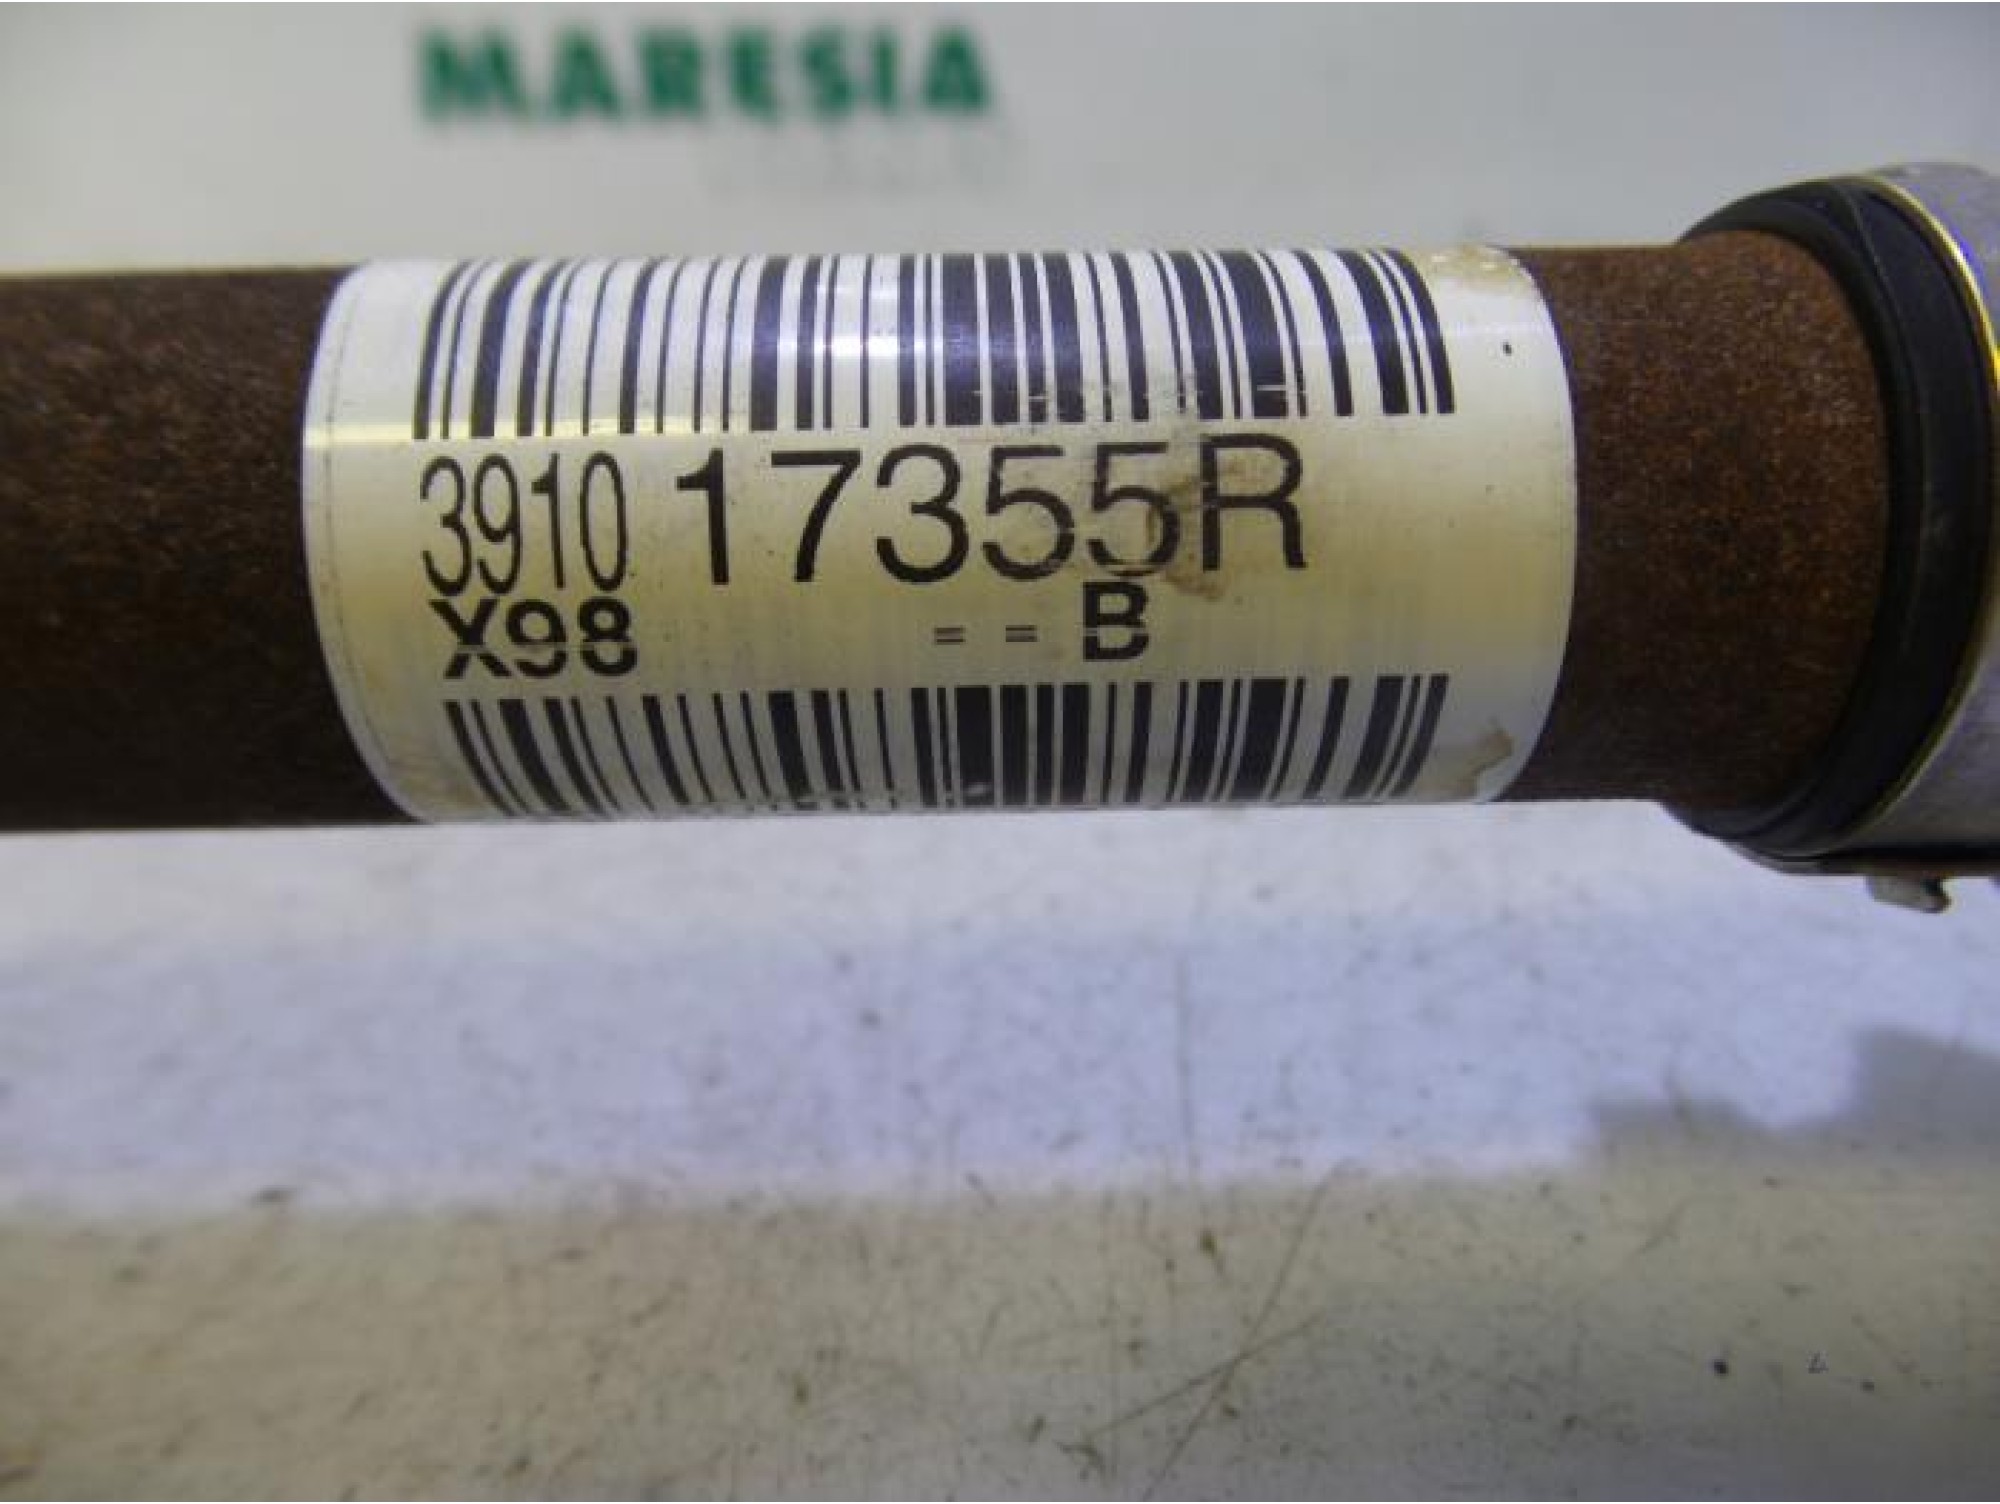 MARESIA
3910 17355R
X98 = = B